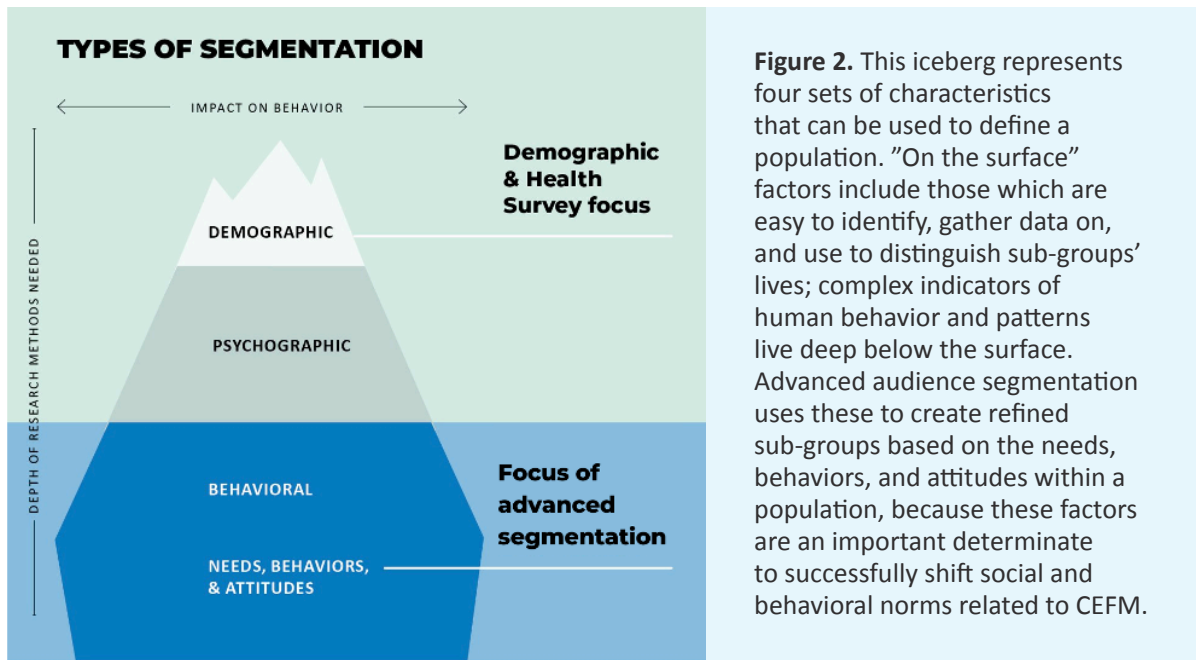 TYPES OF SEGMENTATION
IMPACT ON BEHAVIOR
DEPTH OF RESEARCH METHODS NEEDED
Demographic
& Health
Survey focus
DEMOGRAPHIC
PSYCHOGRAPHIC
BEHAVIORAL
Focus of
advanced
segmentation
NEEDS, BEHAVIORS,
& ATTITUDES
Figure 2. This iceberg represents
four sets of characteristics
that can be used to define a
population. ”On the surface”
factors include those which are
easy to identify, gather data on,
and use to distinguish sub-groups’
lives; complex indicators of
human behavior and patterns
live deep below the surface.
Advanced audience segmentation
uses these to create refined
sub-groups based on the needs,
behaviors, and attitudes within a
population, because these factors
are an important determinate
to successfully shift social and
behavioral norms related to CEFM.